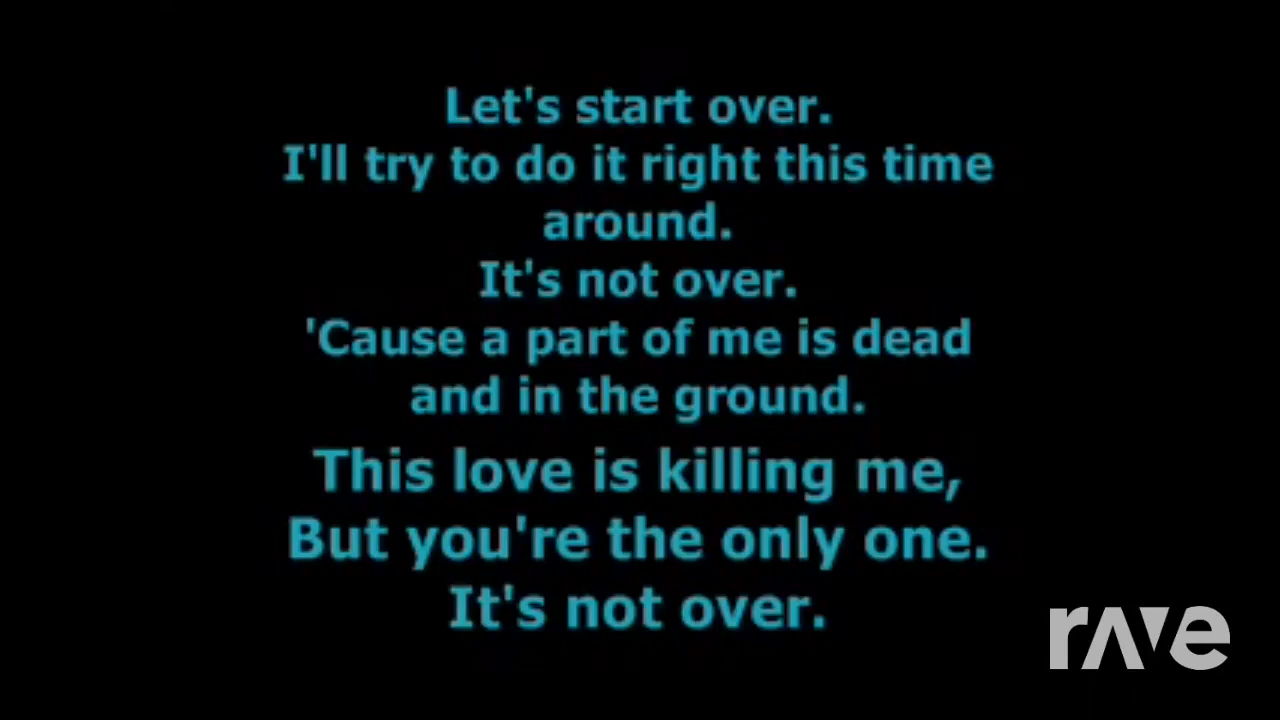 Let's start over.
I'll try to do it right this time
around.
It's not over.
'Cause a part of me is dead
and in the ground.
This love is killing me,
But you're the only one.
It's not over.
rave